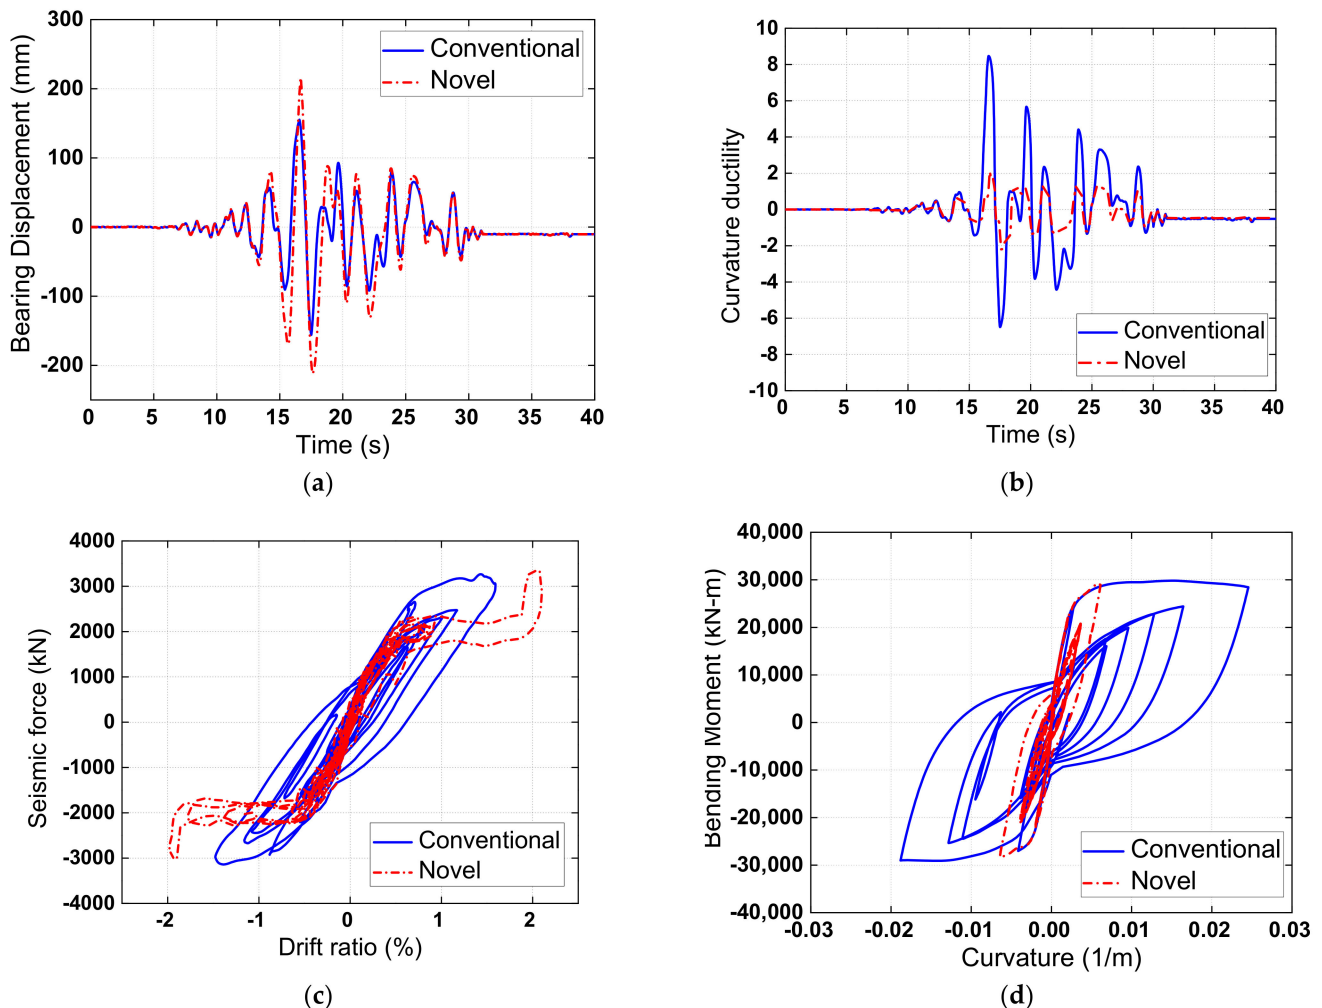 300
200
100
0
-100
-200
Bearing Displacement (mm)
Conventional
Novel
0 5 10 15 20 25 30 35 40
Time (s)
(a)
10
8
6
4
2
0
-2
-4
-6
-8
-10
Curvature ductility
Conventional
Novel
0 5 10 15 20 25 30 35 40
Time (s)
(b)
4000
3000
2000
1000
0
-1000
-2000
-3000
-4000
Seismic force (kN)
Conventional
Novel
-2 -1 0 1 2
Drift ratio (%)
(c)
40,000
30,000
20,000
10,000
0
-10,000
-20,000
-30,000
-40,000
Bending Moment (kN-m)
Conventional
Novel
-0.03 -0.02 -0.01 0.00 0.01 0.02 0.03
Curvature (1/m)
(d)